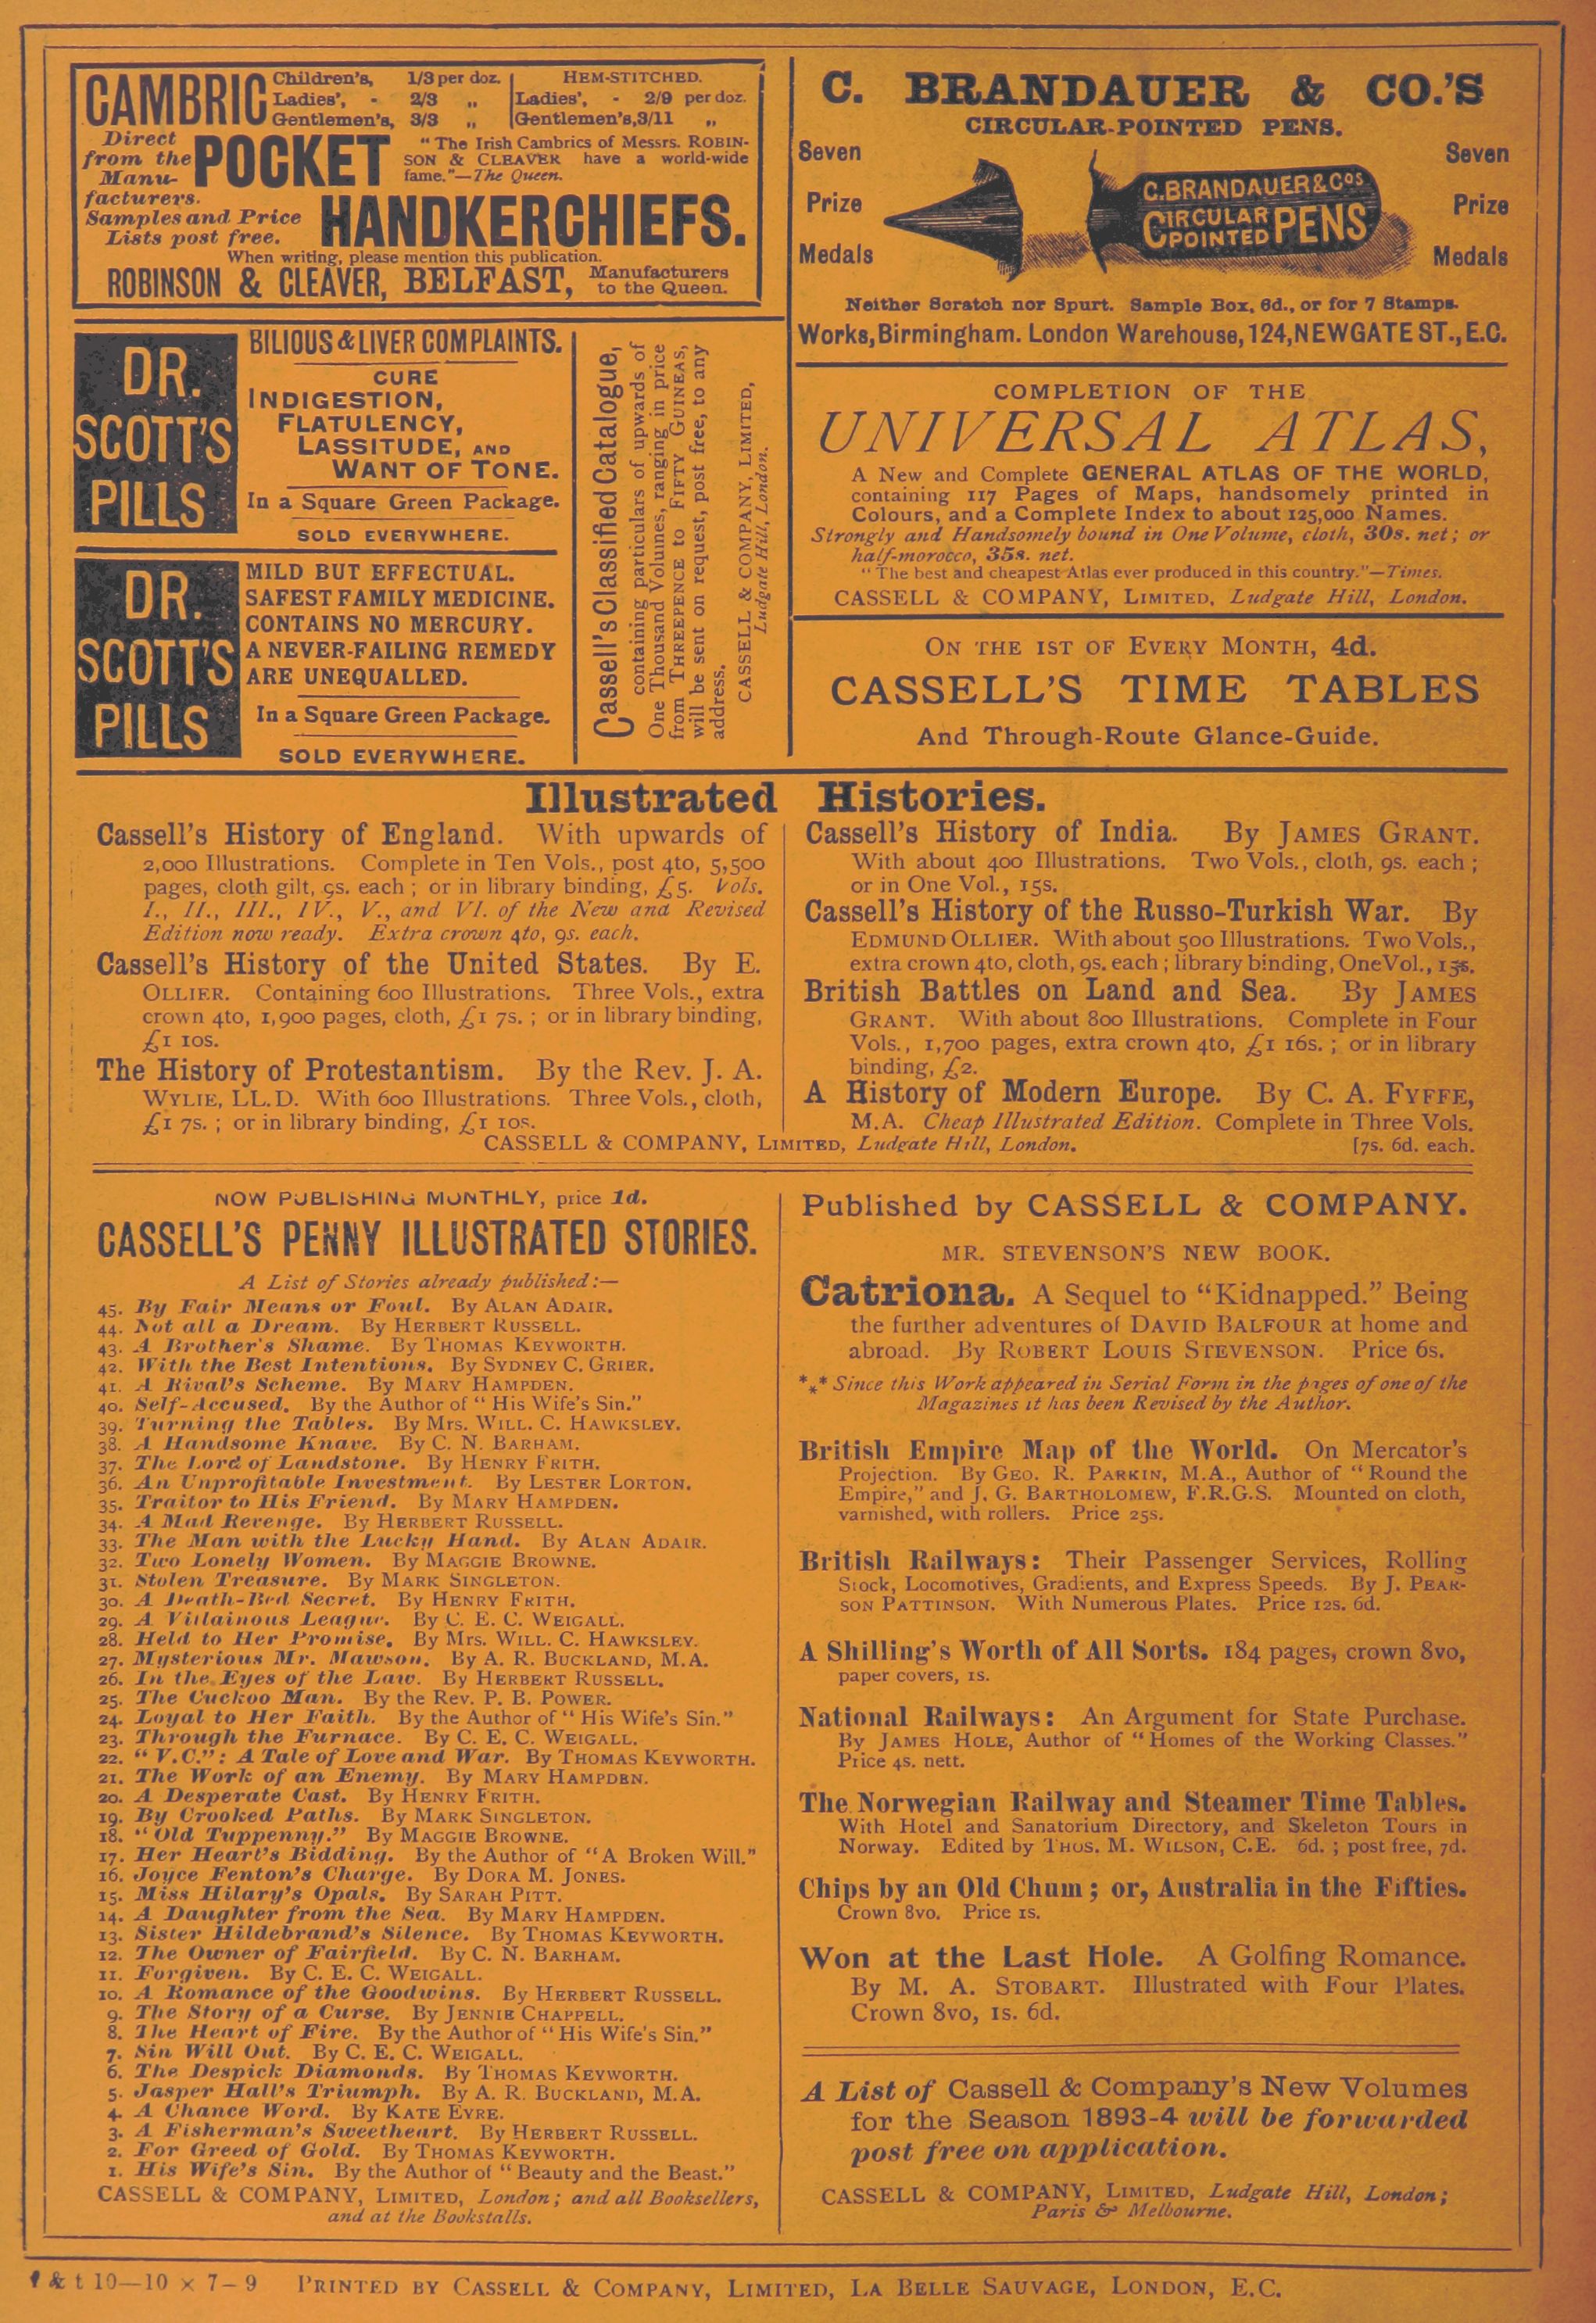 CAMBRIC
Children's, 1/3 per doz.
Ladies', - 2/3 „
Gentlemen's, 3/3 „
HEM-STITCHED.
Ladies', - 2/9 per doz.
Gentlemen's, 3/11 „
Direct
from the
Manu-
facturers.
Samples and Price
Lists post free.
POCKET
"The Irish Cambrics of Messrs. ROBIN-
SON & CLEAVER have a world-wide
fame."—The Queen.
HANDKERCHIEFS.
When writing, please mention this publication.
ROBINSON & CLEAVER, BELFAST, Manufacturers
to the Queen.
C. BRANDAUER & CO.'S
CIRCULAR-POINTED PENS.
Seven
Prize
Medals
C. BRANDAUER & Cos
CIRCULAR
POINTED PENS
Seven
Prize
Medals
Neither Scratch nor Spurt. Sample Box, 6d., or for 7 Stamps.
Works, Birmingham. London Warehouse, 124, NEWGATE ST., E.C.
DR.
SCOTT'S
PILLS
BILIOUS & LIVER COMPLAINTS.
CURE
INDIGESTION,
FLATULENCY,
LASSITUDE, AND
WANT OF TONE.
In a Square Green Package.
SOLD EVERYWHERE.
DR.
SCOTT'S
PILLS
MILD BUT EFFECTUAL.
SAFEST FAMILY MEDICINE.
CONTAINS NO MERCURY.
A NEVER-FAILING REMEDY
ARE UNEQUALLED.
In a Square Green Package.
SOLD EVERYWHERE.
Cassell's Classified Catalogue,
containing particulars of upwards of
One Thousand Volumes, ranging in price
from THREEPENCE to FIFTY GUINEAS,
will be sent on request, post free, to any
address.
CASSELL & COMPANY, LIMITED,
Ludgate Hill, London.
COMPLETION OF THE
UNIVERSAL ATLAS,
A New and Complete GENERAL ATLAS OF THE WORLD,
containing 117 Pages of Maps, handsomely printed in
Colours, and a Complete Index to about 125,000 Names.
Strongly and Handsomely bound in One Volume, cloth, 30s. net; or
half-morocco, 35s. net.
"The best and cheapest Atlas ever produced in this country."—Times.
CASSELL & COMPANY, LIMITED, Ludgate Hill, London.
ON THE 1ST OF EVERY MONTH, 4d.
CASSELL'S TIME TABLES
And Through-Route Glance-Guide.
Illustrated Histories.
Cassell's History of England. With upwards of
2,000 Illustrations. Complete in Ten Vols., post 4to, 5,500
pages, cloth gilt, 9s. each; or in library binding, £5. Vols.
I., II., III., IV., V., and VI. of the New and Revised
Edition now ready. Extra crown 4to, 9s. each.
Cassell's History of the United States. By E.
OLLIER. Containing 600 Illustrations. Three Vols., extra
crown 4to, 1,900 pages, cloth, £1 7s.; or in library binding,
£1 10s.
The History of Protestantism. By the Rev. J. A.
WYLIE, LL.D. With 600 Illustrations. Three Vols., cloth,
£1 7s.; or in library binding, £1 10s.
Cassell's History of India. By JAMES GRANT.
With about 400 Illustrations. Two Vols., cloth, 9s. each;
or in One Vol., 15s.
Cassell's History of the Russo-Turkish War. By
EDMUND OLLIER. With about 500 Illustrations. Two Vols.,
extra crown 4to, cloth, 9s. each; library binding, One Vol., 15s.
British Battles on Land and Sea. By JAMES
GRANT. With about 800 Illustrations. Complete in Four
Vols., 1,700 pages, extra crown 4to, £1 16s.; or in library
binding, £2.
A History of Modern Europe. By C. A. FYFFE,
M.A. Cheap Illustrated Edition. Complete in Three Vols.
[7s. 6d. each.
CASSELL & COMPANY, LIMITED, Ludgate Hill, London.
NOW PUBLISHING MONTHLY, price 1d.
CASSELL'S PENNY ILLUSTRATED STORIES.
A List of Stories already published:—
45. By Fair Means or Foul. By ALAN ADAIR.
44. Not all a Dream. By HERBERT RUSSELL.
43. A Brother's Shame. By THOMAS KEYWORTH.
42. With the Best Intentions. By SYDNEY C. GRIER.
41. A Rival's Scheme. By MARY HAMPDEN.
40. Self-Accused. By the Author of "His Wife's Sin."
39. Turning the Tables. By Mrs. WILL. C. HAWKSLEY.
38. A Handsome Knave. By C. N. BARHAM.
37. The Lord of Landstone. By HENRY FRITH.
36. An Unprofitable Investment. By LESTER LORTON.
35. Traitor to His Friend. By MARY HAMPDEN.
34. A Mad Revenge. By HERBERT RUSSELL.
33. The Man with the Lucky Hand. By ALAN ADAIR.
32. Two Lonely Women. By MAGGIE BROWNE.
31. Stolen Treasure. By MARK SINGLETON.
30. A Death-Bed Secret. By HENRY FRITH.
29. A Villainous League. By C. E. C. WEIGALL.
28. Held to Her Promise. By Mrs. WILL. C. HAWKSLEY.
27. Mysterious Mr. Mawson. By A. R. BUCKLAND, M.A.
26. In the Eyes of the Law. By HERBERT RUSSELL.
25. The Cuckoo Man. By the Rev. P. B. POWER.
24. Loyal to Her Faith. By the Author of "His Wife's Sin."
23. Through the Furnace. By C. E. C. WEIGALL.
22. "V.C.": A Tale of Love and War. By THOMAS KEYWORTH.
21. The Work of an Enemy. By MARY HAMPDEN.
20. A Desperate Cast. By HENRY FRITH.
19. By Crooked Paths. By MARK SINGLETON.
18. "Old Tuppenny." By MAGGIE BROWNE.
17. Her Heart's Bidding. By the Author of "A Broken Will."
16. Joyce Fenton's Charge. By DORA M. JONES.
15. Miss Hilary's Opals. By SARAH PITT.
14. A Daughter from the Sea. By MARY HAMPDEN.
13. Sister Hildebrand's Silence. By THOMAS KEYWORTH.
12. The Owner of Fairfield. By C. N. BARHAM.
11. Forgiven. By C. E. C. WEIGALL.
10. A Romance of the Goodwins. By HERBERT RUSSELL.
9. The Story of a Curse. By JENNIE CHAPPELL.
8. The Heart of Fire. By the Author of "His Wife's Sin."
7. Sin Will Out. By C. E. C. WEIGALL.
6. The Despick Diamonds. By THOMAS KEYWORTH.
5. Jasper Hall's Triumph. By A. R. BUCKLAND, M.A.
4. A Chance Word. By KATE EYRE.
3. A Fisherman's Sweetheart. By HERBERT RUSSELL.
2. For Greed of Gold. By THOMAS KEYWORTH.
1. His Wife's Sin. By the Author of "Beauty and the Beast."
CASSELL & COMPANY, LIMITED, London; and all Booksellers,
and at the Bookstalls.
Published by CASSELL & COMPANY.
MR. STEVENSON'S NEW BOOK.
Catriona. A Sequel to "Kidnapped." Being
the further adventures of DAVID BALFOUR at home and
abroad. By ROBERT LOUIS STEVENSON. Price 6s.
*** Since this Work appeared in Serial Form in the pages of one of the
Magazines it has been Revised by the Author.
British Empire Map of the World. On Mercator's
Projection. By GEO. R. PARKIN, M.A., Author of "Round the
Empire," and J. G. BARTHOLOMEW, F.R.G.S. Mounted on cloth,
varnished, with rollers. Price 25s.
British Railways: Their Passenger Services, Rolling
Stock, Locomotives, Gradients, and Express Speeds. By J. PEAR-
SON PATTINSON. With Numerous Plates. Price 12s. 6d.
A Shilling's Worth of All Sorts. 184 pages, crown 8vo,
paper covers, 1s.
National Railways: An Argument for State Purchase.
By JAMES HOLE, Author of "Homes of the Working Classes."
Price 4s. nett.
The Norwegian Railway and Steamer Time Tables.
With Hotel and Sanatorium Directory, and Skeleton Tours in
Norway. Edited by THOS. M. WILSON, C.E. 6d.; post free, 7d.
Chips by an Old Chum; or, Australia in the Fifties.
Crown 8vo. Price 1s.
Won at the Last Hole. A Golfing Romance.
By M. A. STOBART. Illustrated with Four Plates.
Crown 8vo, 1s. 6d.
A List of Cassell & Company's New Volumes
for the Season 1893-4 will be forwarded
post free on application.
CASSELL & COMPANY, LIMITED, Ludgate Hill, London;
Paris & Melbourne.
& t 10—10 × 7—9 PRINTED BY CASSELL & COMPANY, LIMITED, LA BELLE SAUVAGE, LONDON, E.C.